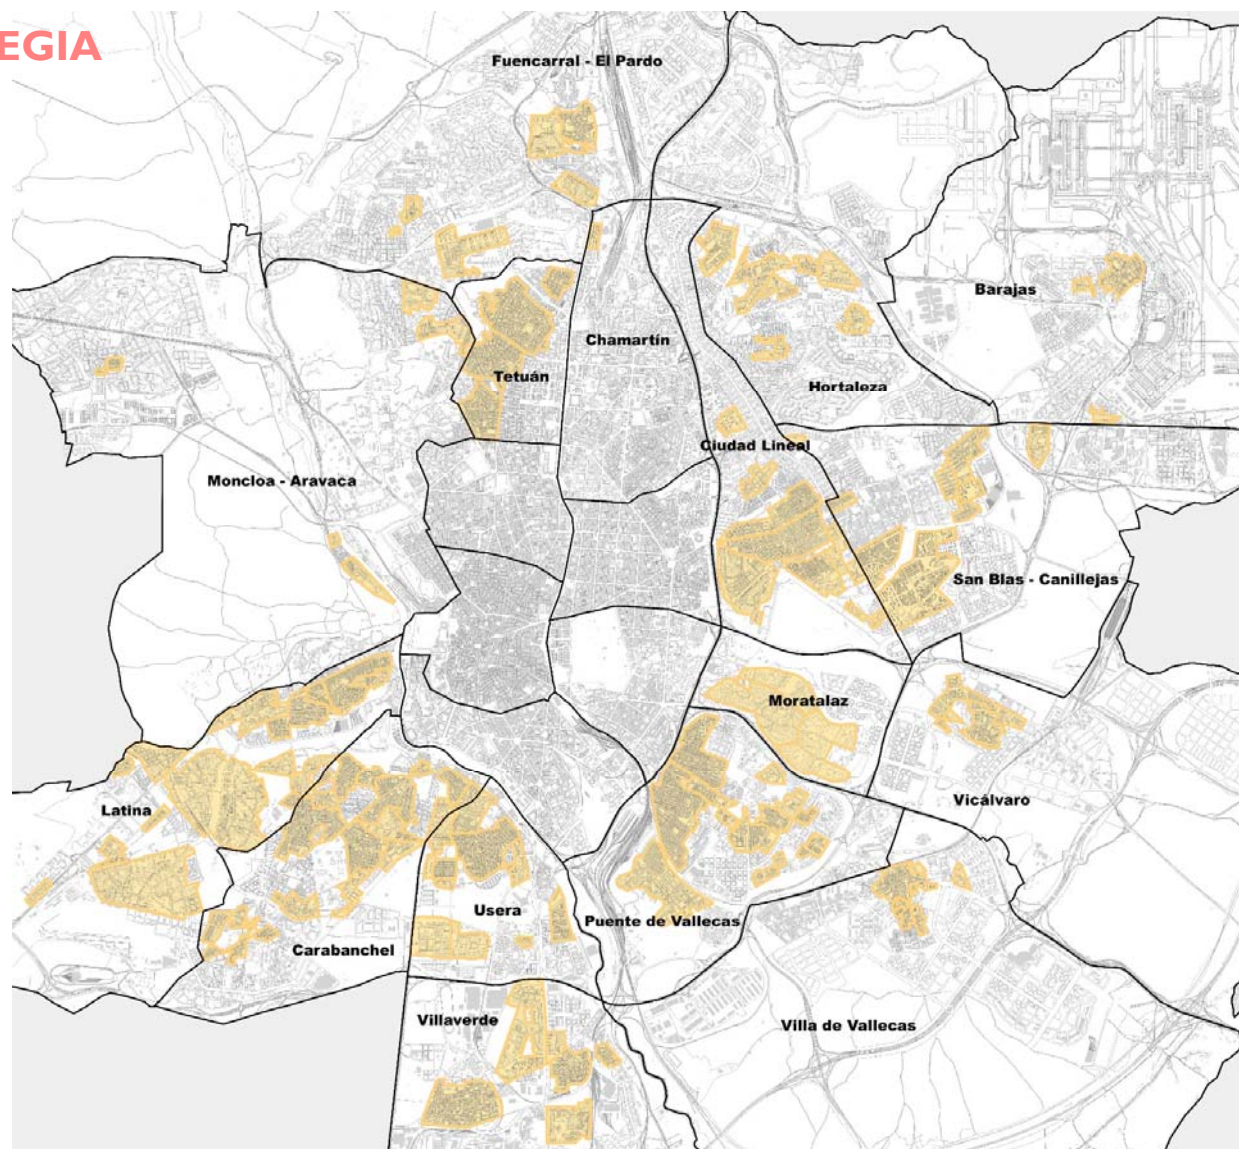 EGIA
Fuencarral - El Pardo
Barajas
Chamartín
Tetuán
Hortaleza
Ciudad Lineal
Moncloa - Aravaca
San Blas - Canillejas
Moratalaz
Latina
Vicálvaro
Usera
Puente de Vallecas
Carabanchel
Villaverde
Villa de Vallecas